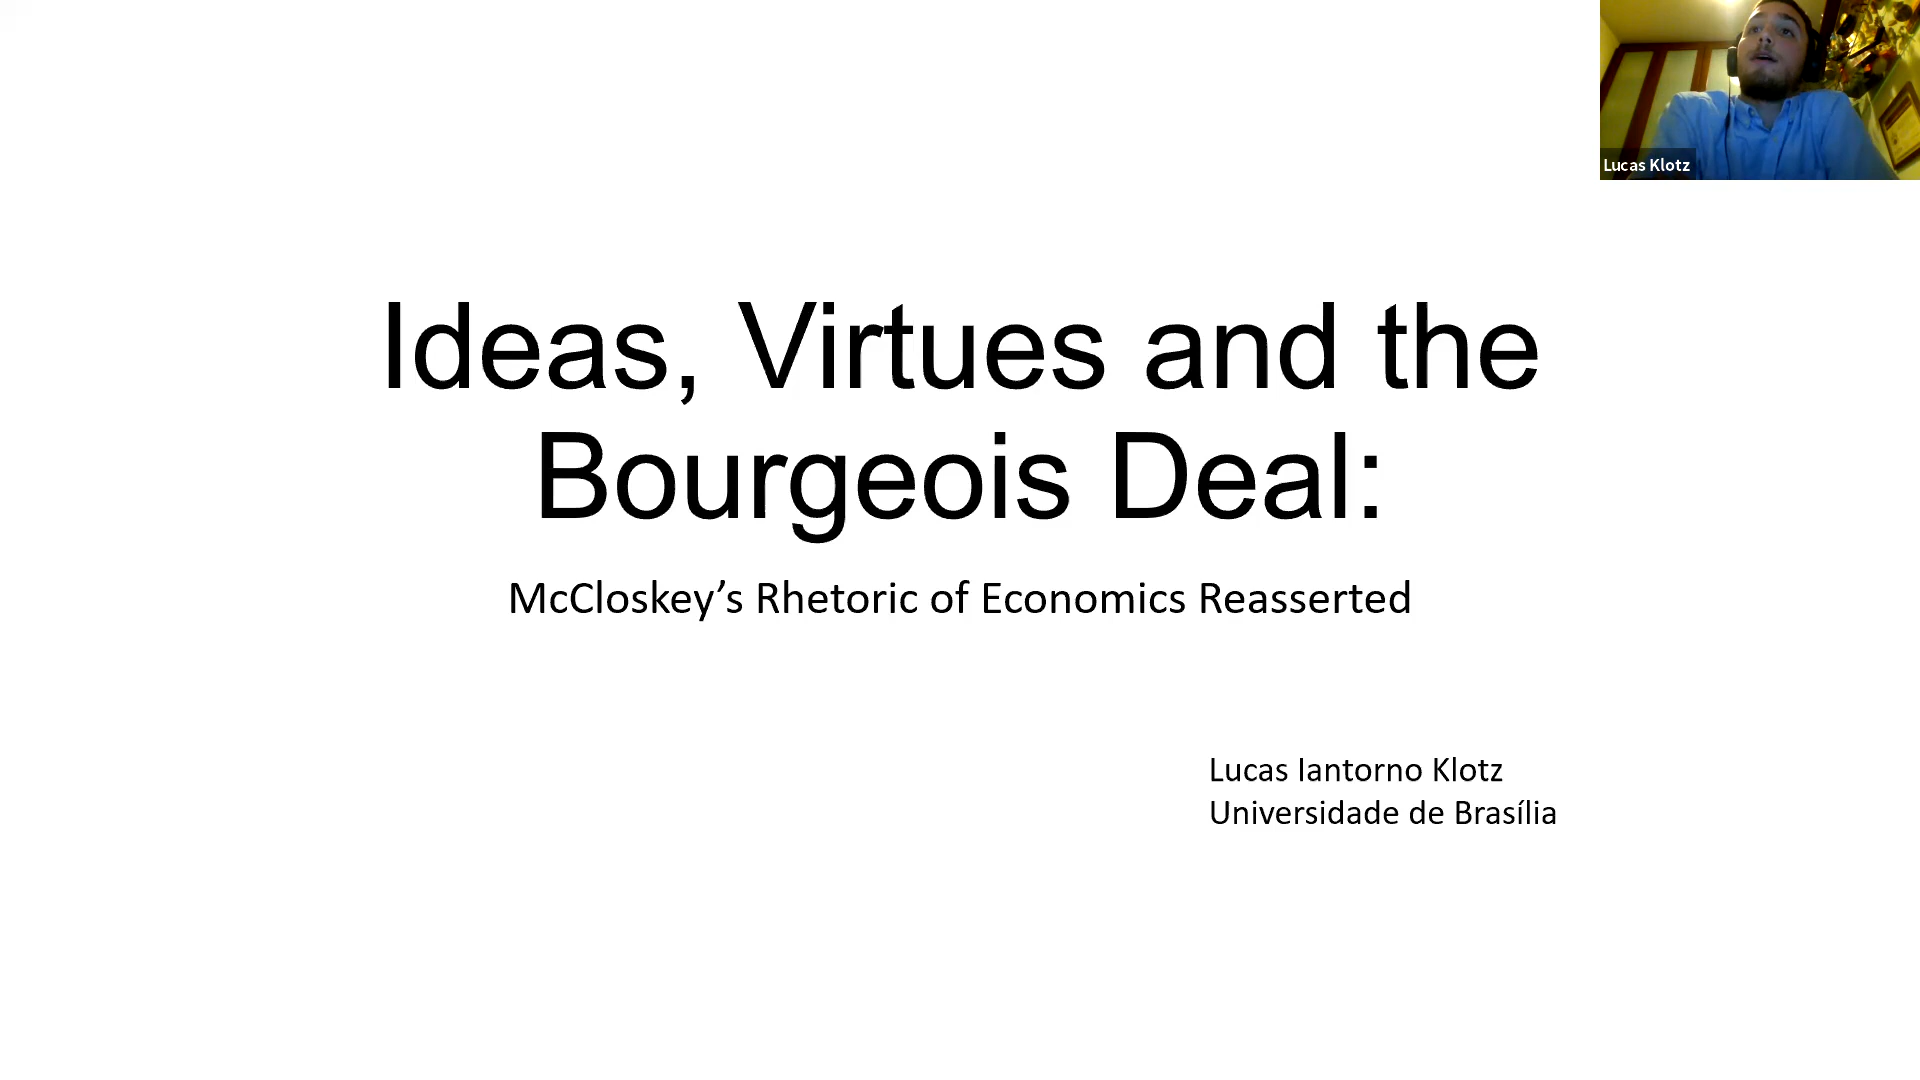 Lucas Klotz
Ideas, Virtues and the
Bourgeois Deal:
McCloskey’s Rhetoric of Economics Reasserted
Lucas Iantorno Klotz
Universidade de Brasília